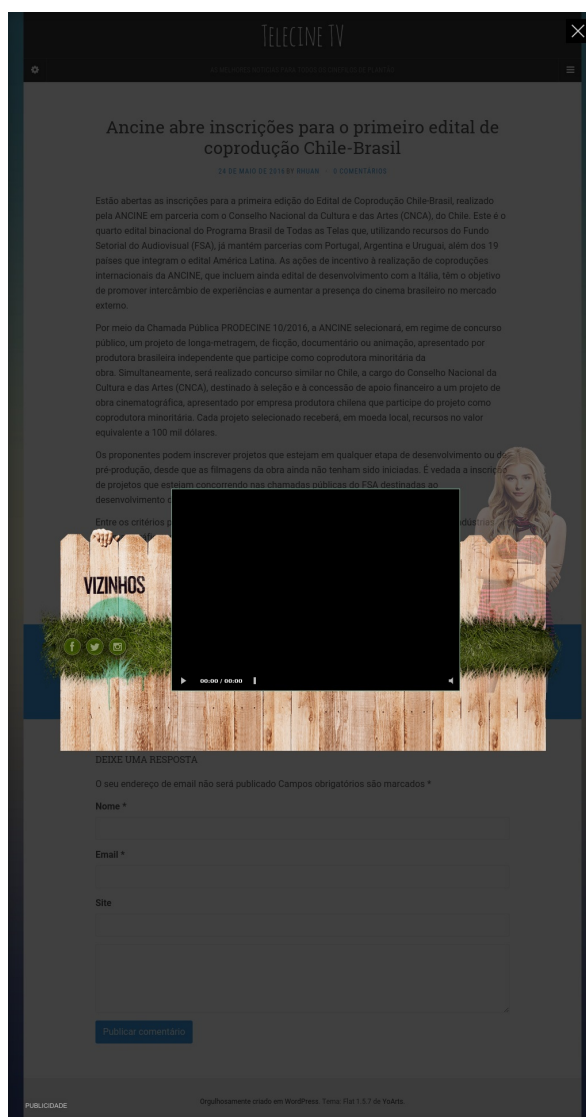 Telecine TV
Ancine abre inscrições para o primeiro edital de
coprodução Chile-Brasil
24 DE MAIO DE 2016 BY RHUAN 0 COMENTÁRIOS
Estão abertas as inscrições para a primeira edição do Edital de Coprodução Chile-Brasil, realizado
pela ANCINE em parceria com o Conselho Nacional da Cultura e das Artes (CNCA), do Chile. Este é o
quarto edital binacional do Programa Brasil de Todas as Telas que, utilizando recursos do Fundo
Setorial do Audiovisual (FSA), já mantém parcerias com Portugal, Argentina e Uruguai, além dos 19
países que integram o edital América Latina. As ações de incentivo à realização de coproduções
internacionais da ANCINE, que incluem ainda edital de desenvolvimento com a Itália, têm o objetivo
de promover intercâmbio de experiências e aumentar a presença do cinema brasileiro no mercado
externo.
Por meio da Chamada Pública PRODECINE 10/2016, a ANCINE selecionará, em regime de concurso
público, um projeto de longa-metragem, de ficção, documentário ou animação, apresentado por
produtora brasileira independente que participe como coprodutora minoritária da
obra. Simultaneamente, será realizado concurso similar no Chile, a cargo do Conselho Nacional da
Cultura e das Artes (CNCA), destinado à seleção e à concessão de apoio financeiro a um projeto de
obra cinematográfica, apresentado por empresa produtora chilena que participe do projeto como
coprodutora minoritária. Cada projeto selecionado receberá, em moeda local, recursos no valor
equivalente a 100 mil dólares.
Os proponentes podem inscrever projetos que estejam em qualquer etapa de desenvolvimento ou de
pré-produção, desde que as filmagens da obra ainda não tenham sido iniciadas. É vedada a inscrição
de projetos que estejam concorrendo nas chamadas públicas do FSA destinadas ao
desenvolvimento
Entre os critérios
VIZINHOS
00:00 / 00:00
DEIXE UMA RESPOSTA
O seu endereço de email não será publicado Campos obrigatórios são marcados *
Nome *
Email *
Site
Publicar comentário
Orgulhosamente criado em WordPress. Tema: Flat 1.5.7 de YoArts.
PUBLICIDADE